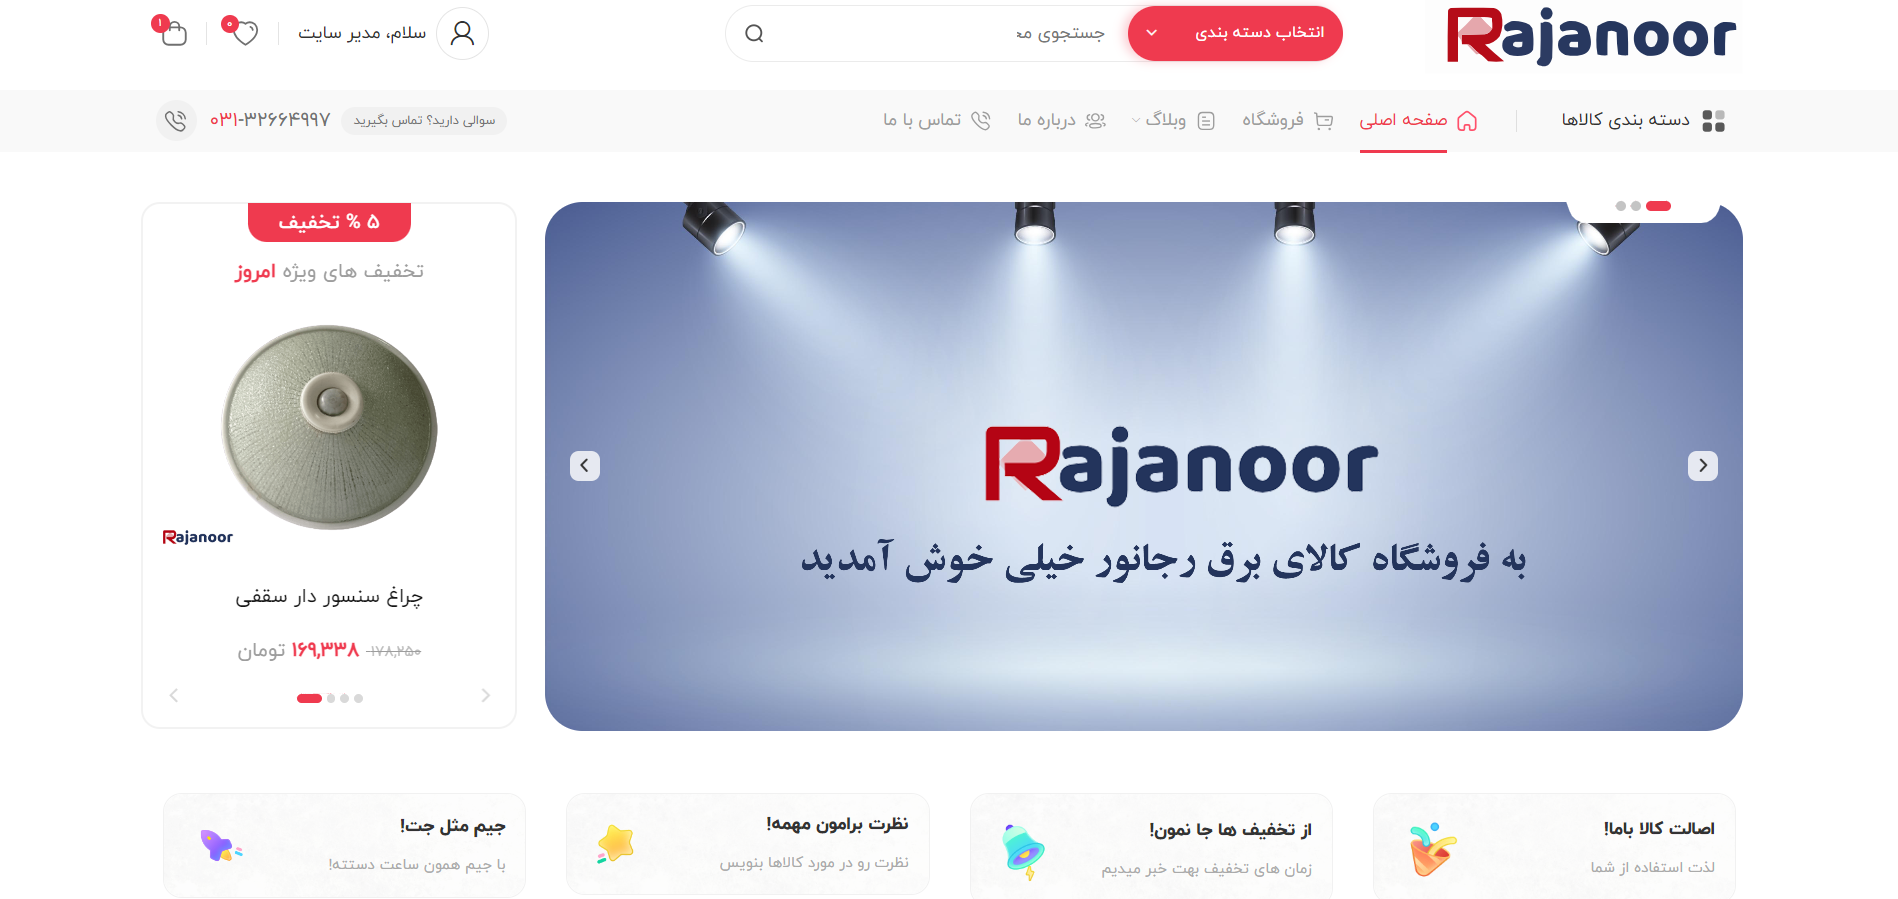 Rajanoor
انتخاب دسته بندی
جستجوی مح
سلام، مدیر سایت
۰
۱
دسته بندی کالاها
صفحه اصلی
فروشگاه
وبلاگ
درباره ما
تماس با ما
سوالی دارید؟ تماس بگیرید
۰۳۱-۳۲۶۶۴۹۹۷
Rajanoor
به فروشگاه کالای برق رجانور خیلی خوش آمدید
۵ % تخفیف
تخفیف های ویژه امروز
Rajanoor
چراغ سنسور دار سقفی
۱۷۸,۲۵۰ ۱۶۹,۳۳۸ تومان
اصالت کالا باما!
لذت استفاده از شما
از تخفیف ها جا نمون!
زمان های تخفیف بهت خبر میدیم
نظرت برامون مهمه!
نظرت رو در مورد کالاها بنویس
جیم مثل جت!
با جیم همون ساعت دستته!